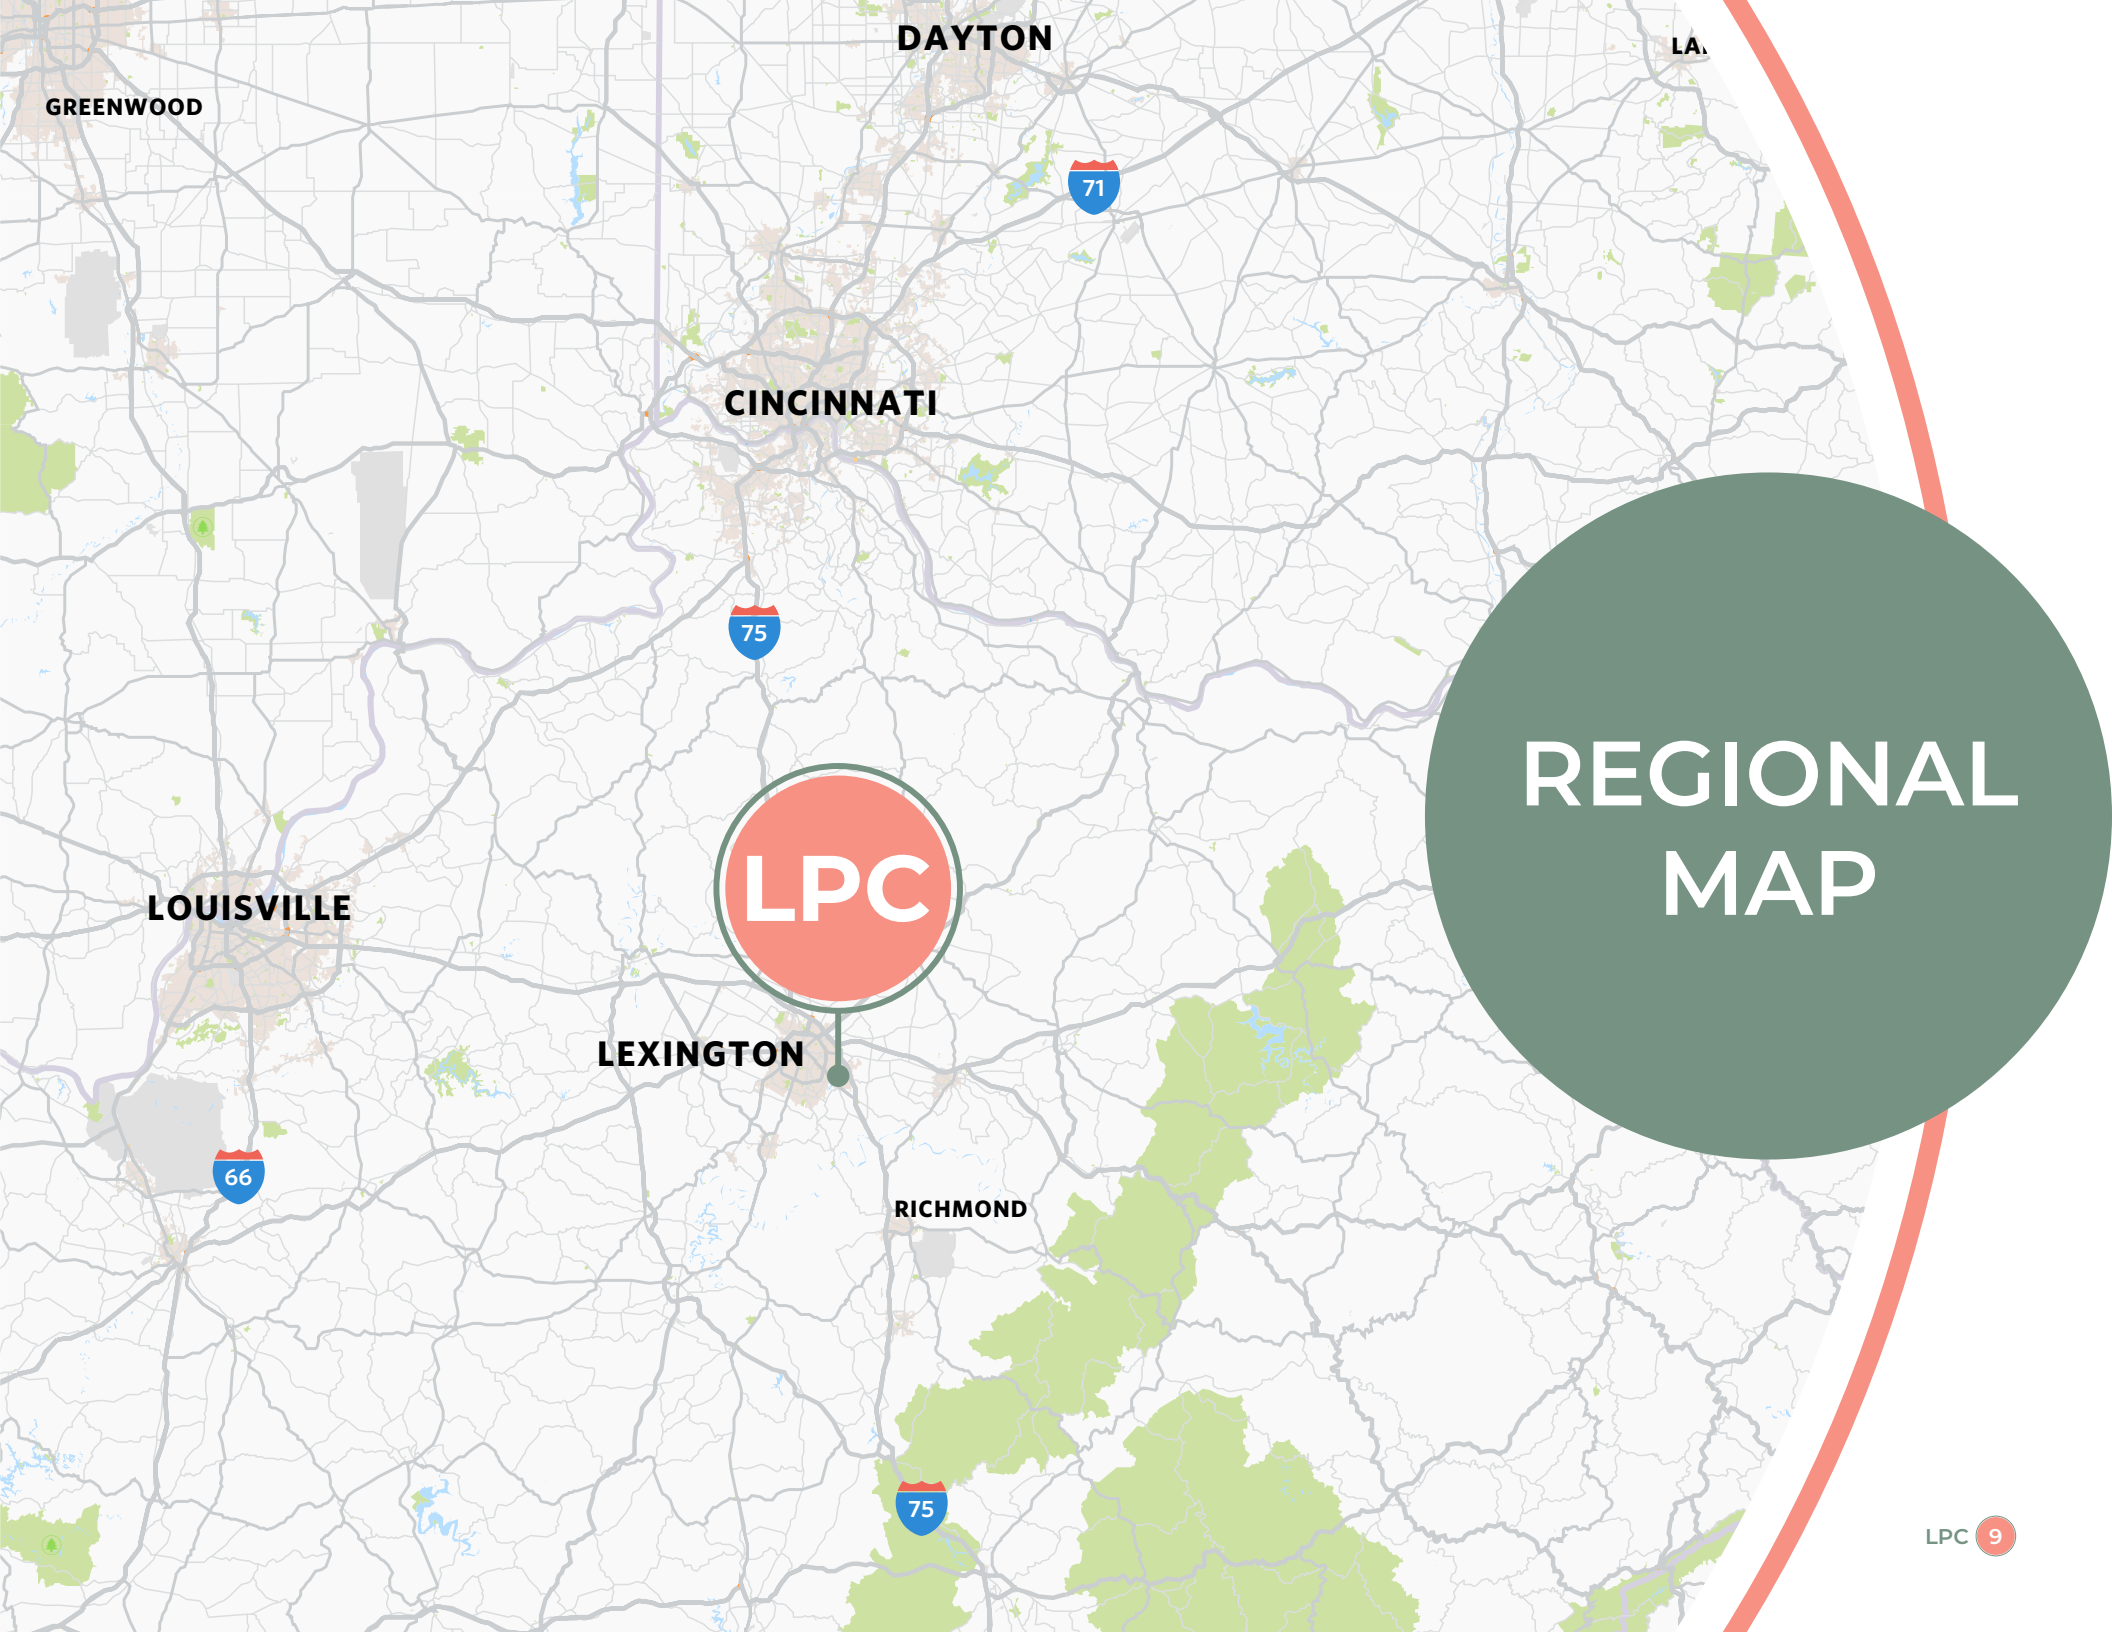 DAYTON
GREENWOOD
71
CINCINNATI
75
REGIONAL
MAP
LPC
LOUISVILLE
LEXINGTON
66
RICHMOND
75
LPC 9